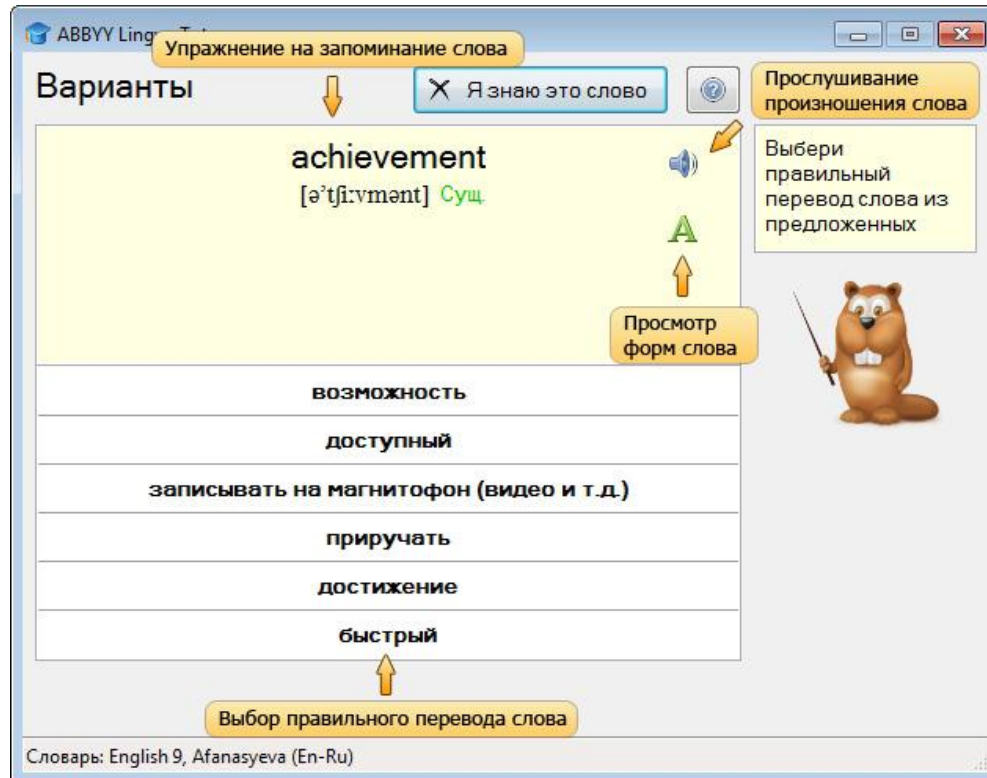 ABBYY Ling
Упражнение на запоминание слова
Варианты
Я знаю это слово
Прослушивание
произношения слова
achievement
[ə'tʃiːvmənt] Сущ.
A
Выбери
правильный
перевод слова из
предложенных
Просмотр
форм слова
возможность
доступный
записывать на магнитофон (видео и т.д.)
приручать
достижение
быстрый
Выбор правильного перевода слова
Словарь: English 9, Afanasyeva (En-Ru)